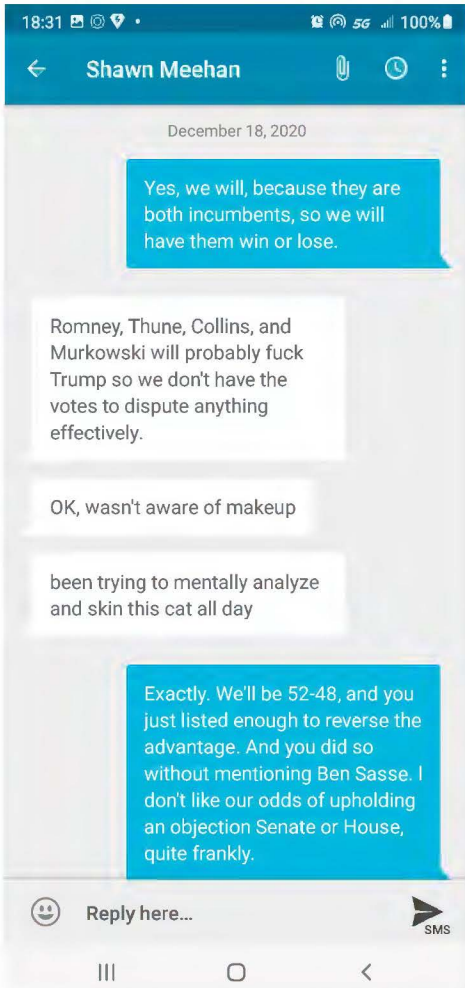 18:31 5G 100%
Shawn Meehan
December 18, 2020
Yes, we will, because they are
both incumbents, so we will
have them win or lose.
Romney, Thune, Collins, and
Murkowski will probably fuck
Trump so we don't have the
votes to dispute anything
effectively.
OK, wasn't aware of makeup
been trying to mentally analyze
and skin this cat all day
Exactly. We'll be 52-48, and you
just listed enough to reverse the
advantage. And you did so
without mentioning Ben Sasse. I
don't like our odds of upholding
an objection Senate or House,
quite frankly.
Reply here...
SMS